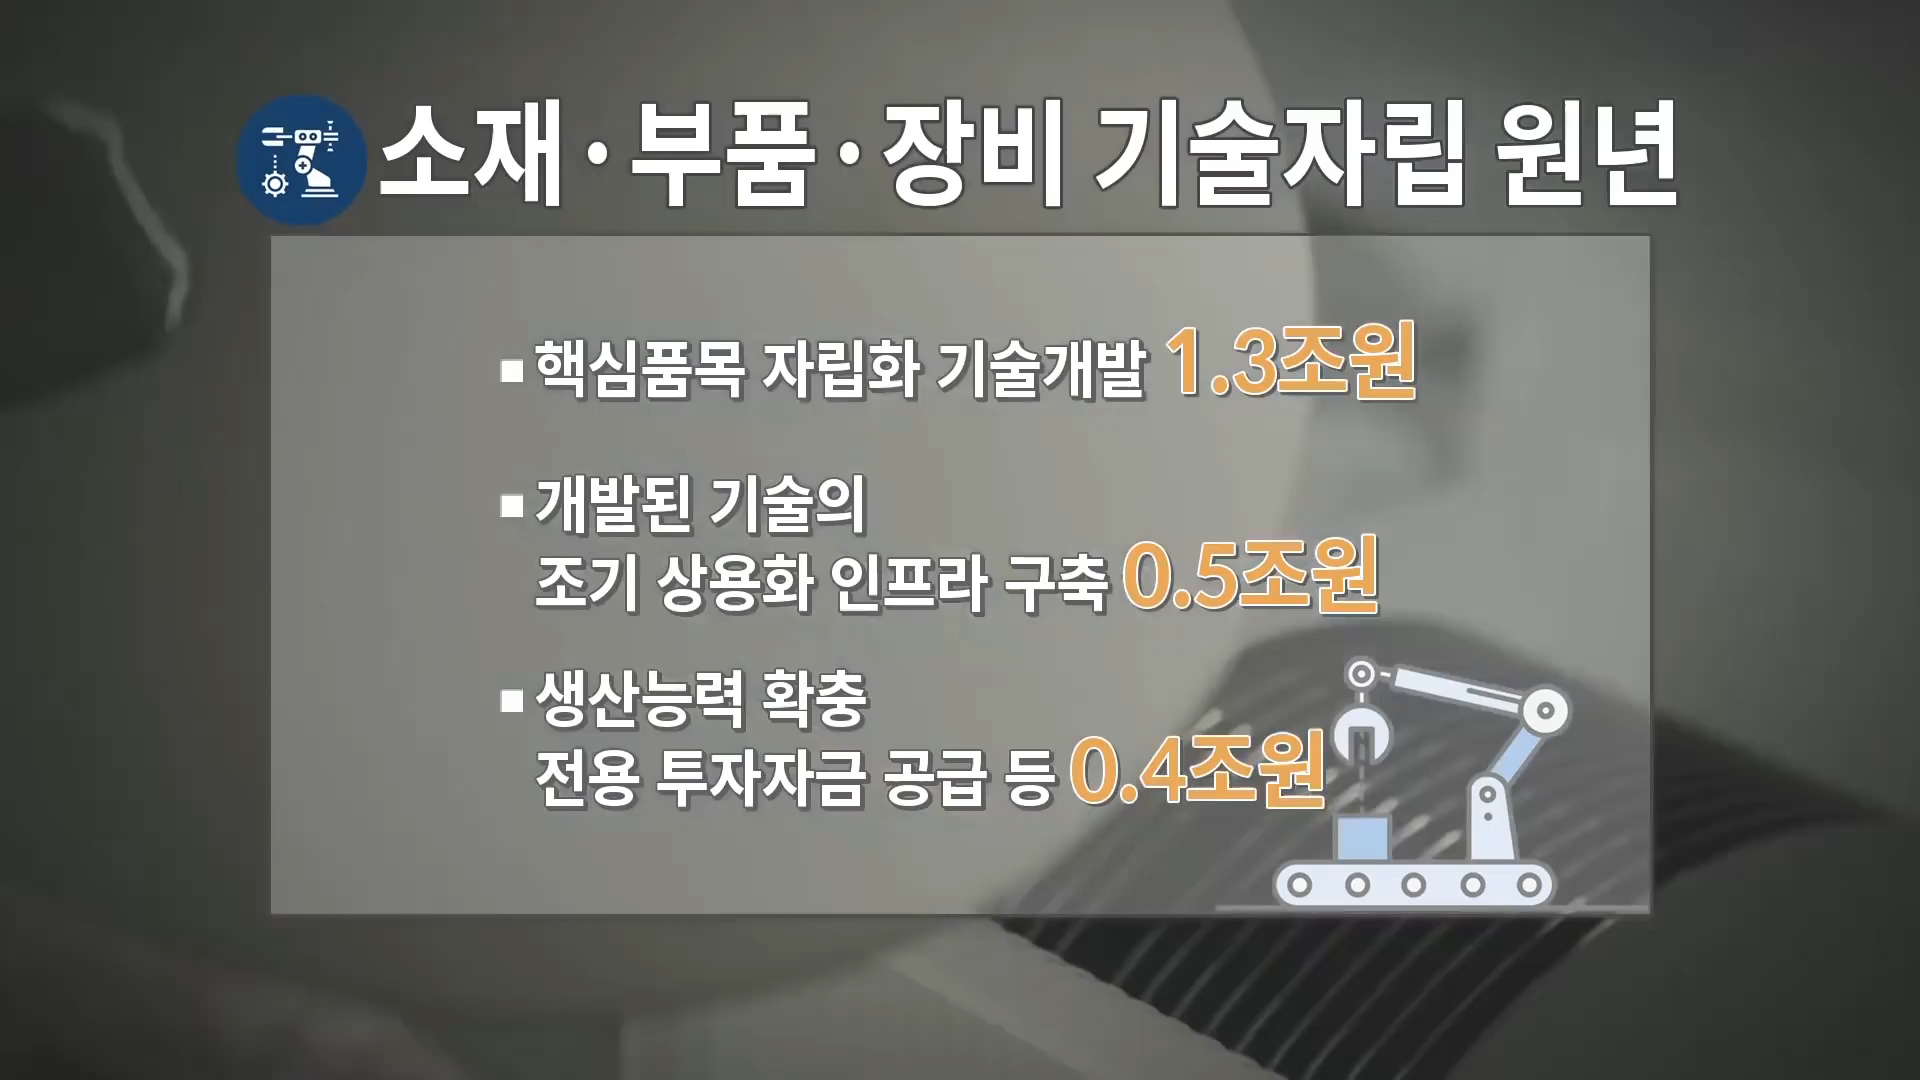 소재·부품·장비 기술자립 원년
▪핵심품목 자립화 기술개발 1.3조원
▪개발된 기술의
조기 상용화 인프라 구축 0.5조원
▪생산능력 확충
전용 투자자금 공급 등 0.4조원